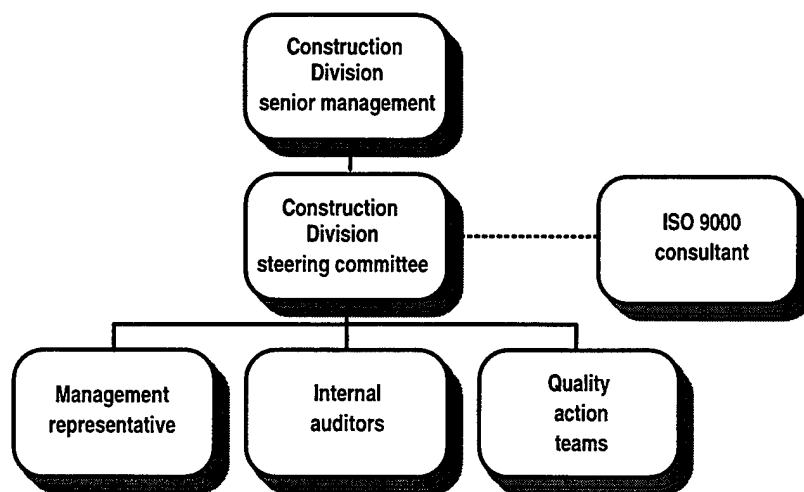 Construction
Division
senior management
Construction
Division
steering committee
ISO 9000
consultant
Management
representative
Internal
auditors
Quality
action
teams